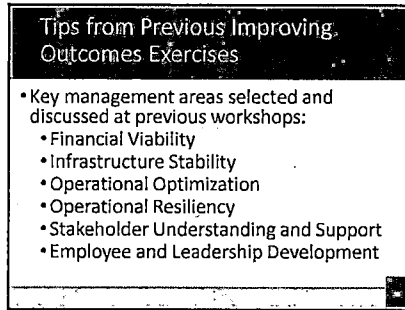 Tips from Previous Improving
Outcomes Exercises
• Key management areas selected and
discussed at previous workshops:
• Financial Viability
• Infrastructure Stability
• Operational Optimization
• Operational Resiliency
• Stakeholder Understanding and Support
• Employee and Leadership Development